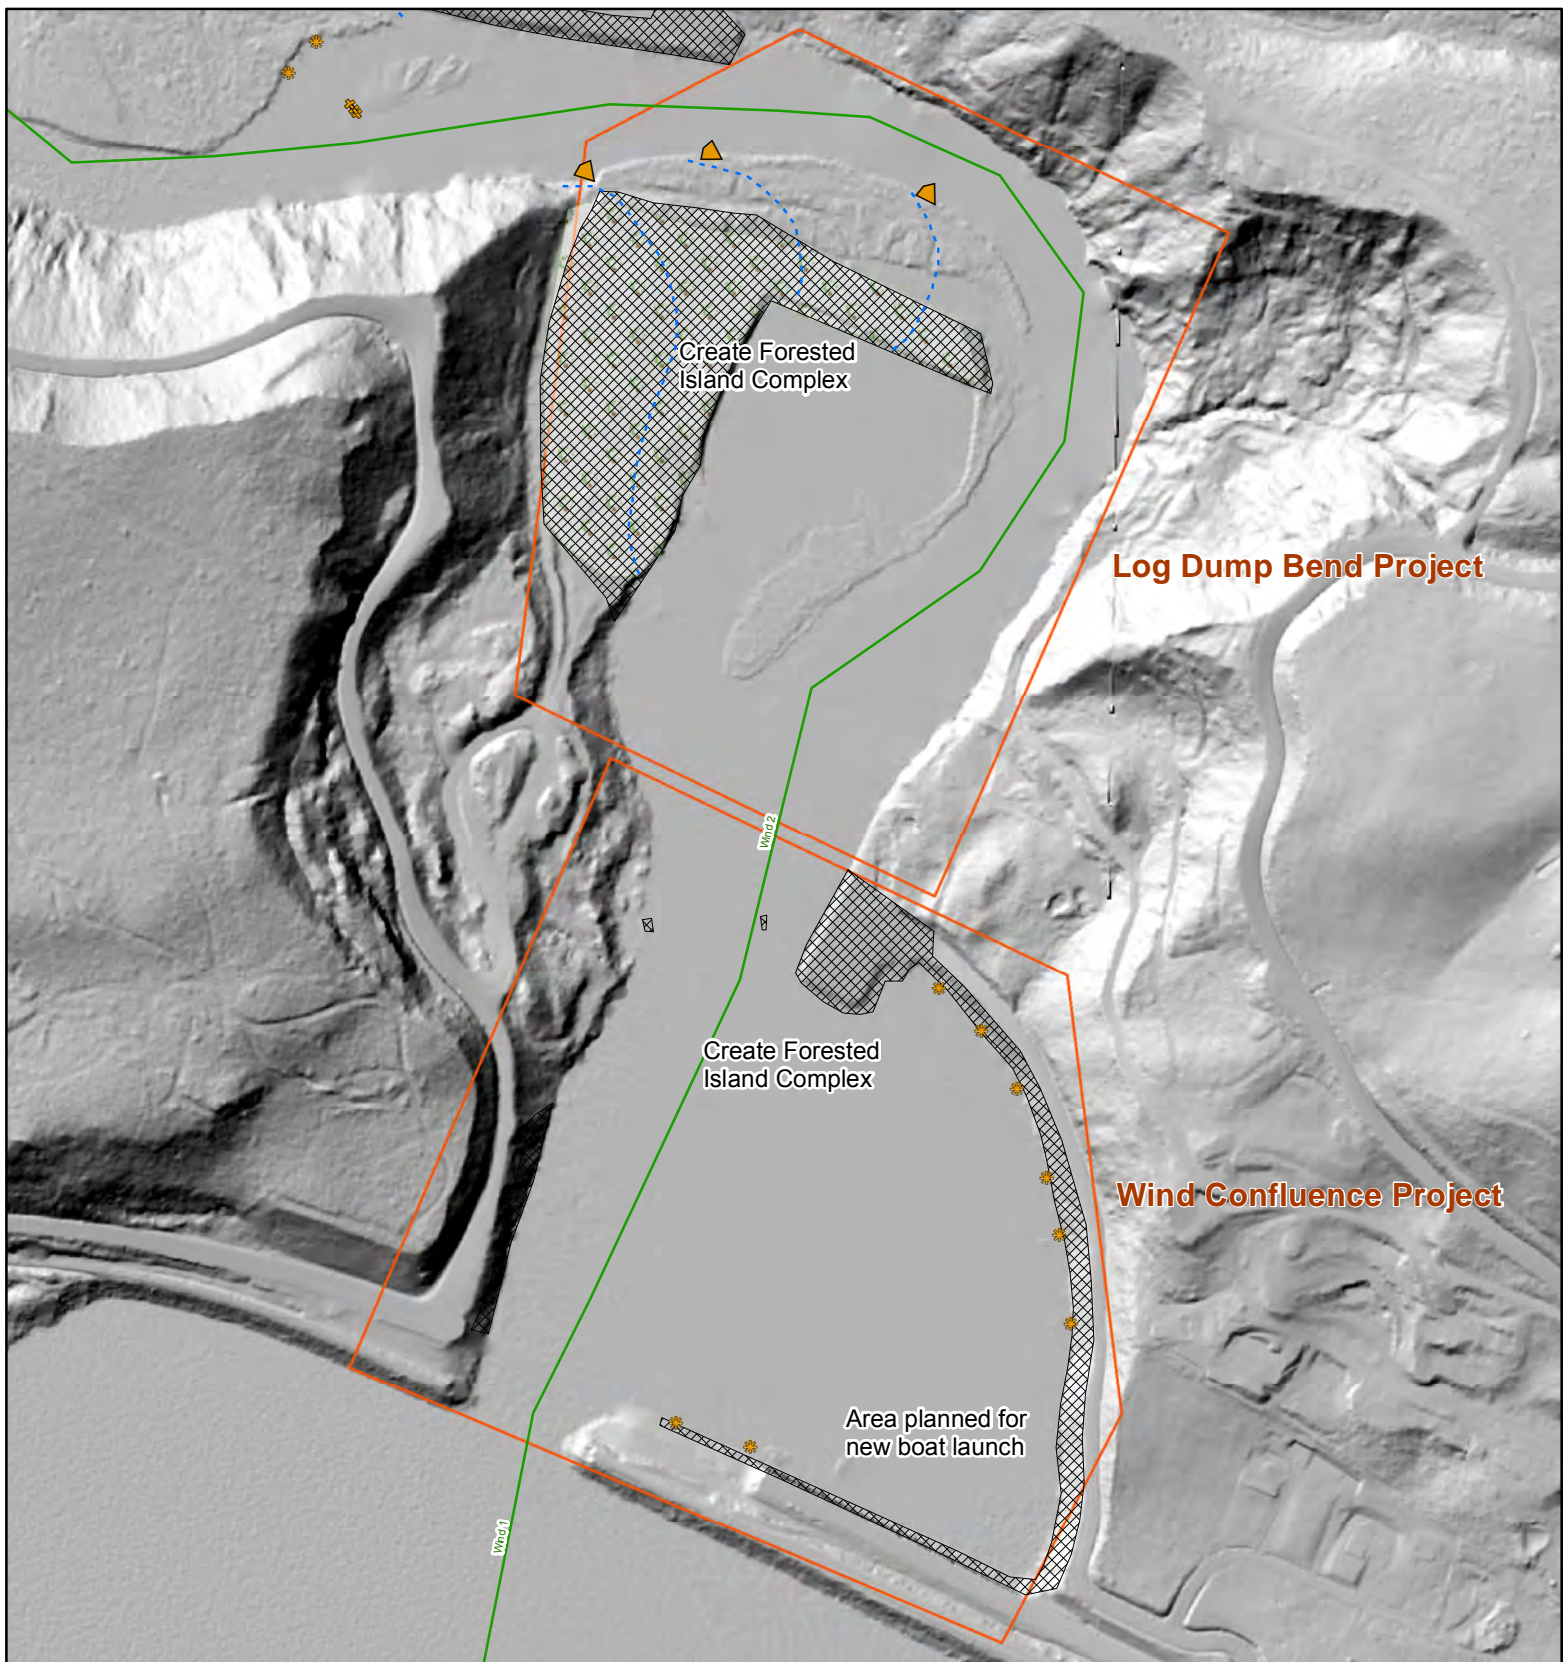 Create Forested
Island Complex
Log Dump Bend Project
Wind 2
Create Forested
Island Complex
Wind Confluence Project
Area planned for
new boat launch
Wind 1